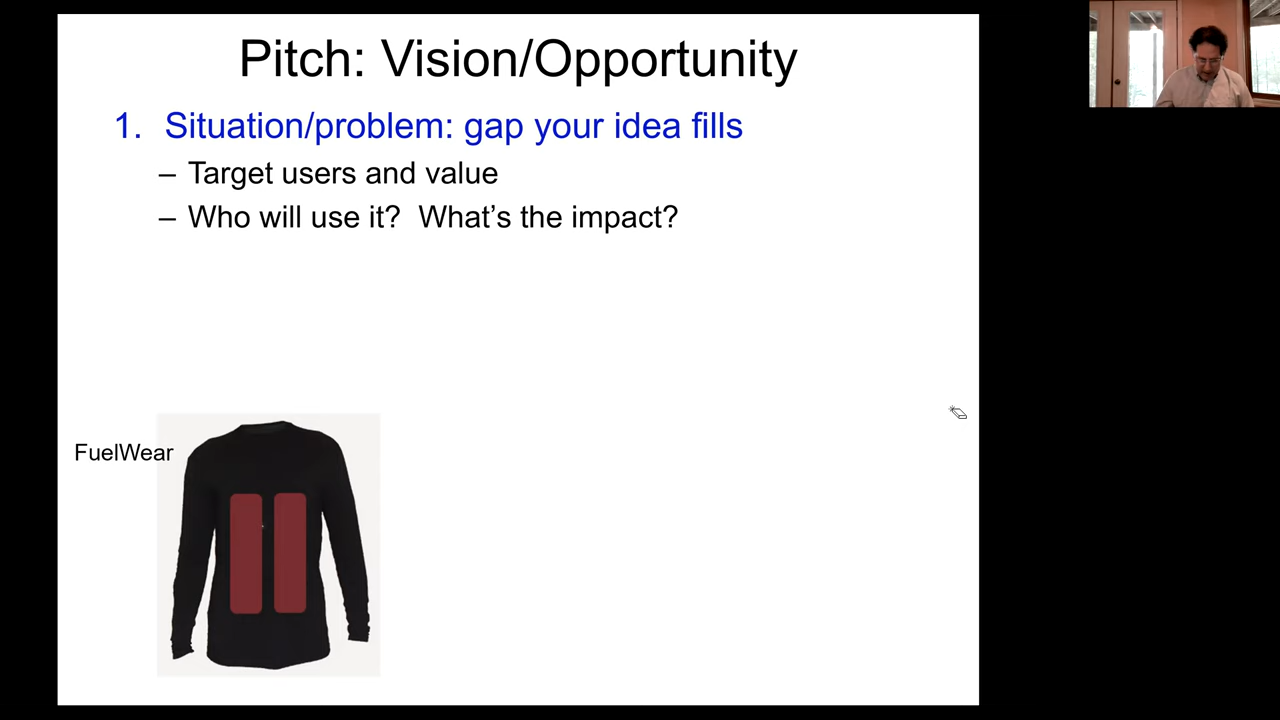 Pitch: Vision/Opportunity
1. Situation/problem: gap your idea fills
– Target users and value
– Who will use it?  What’s the impact?
FuelWear